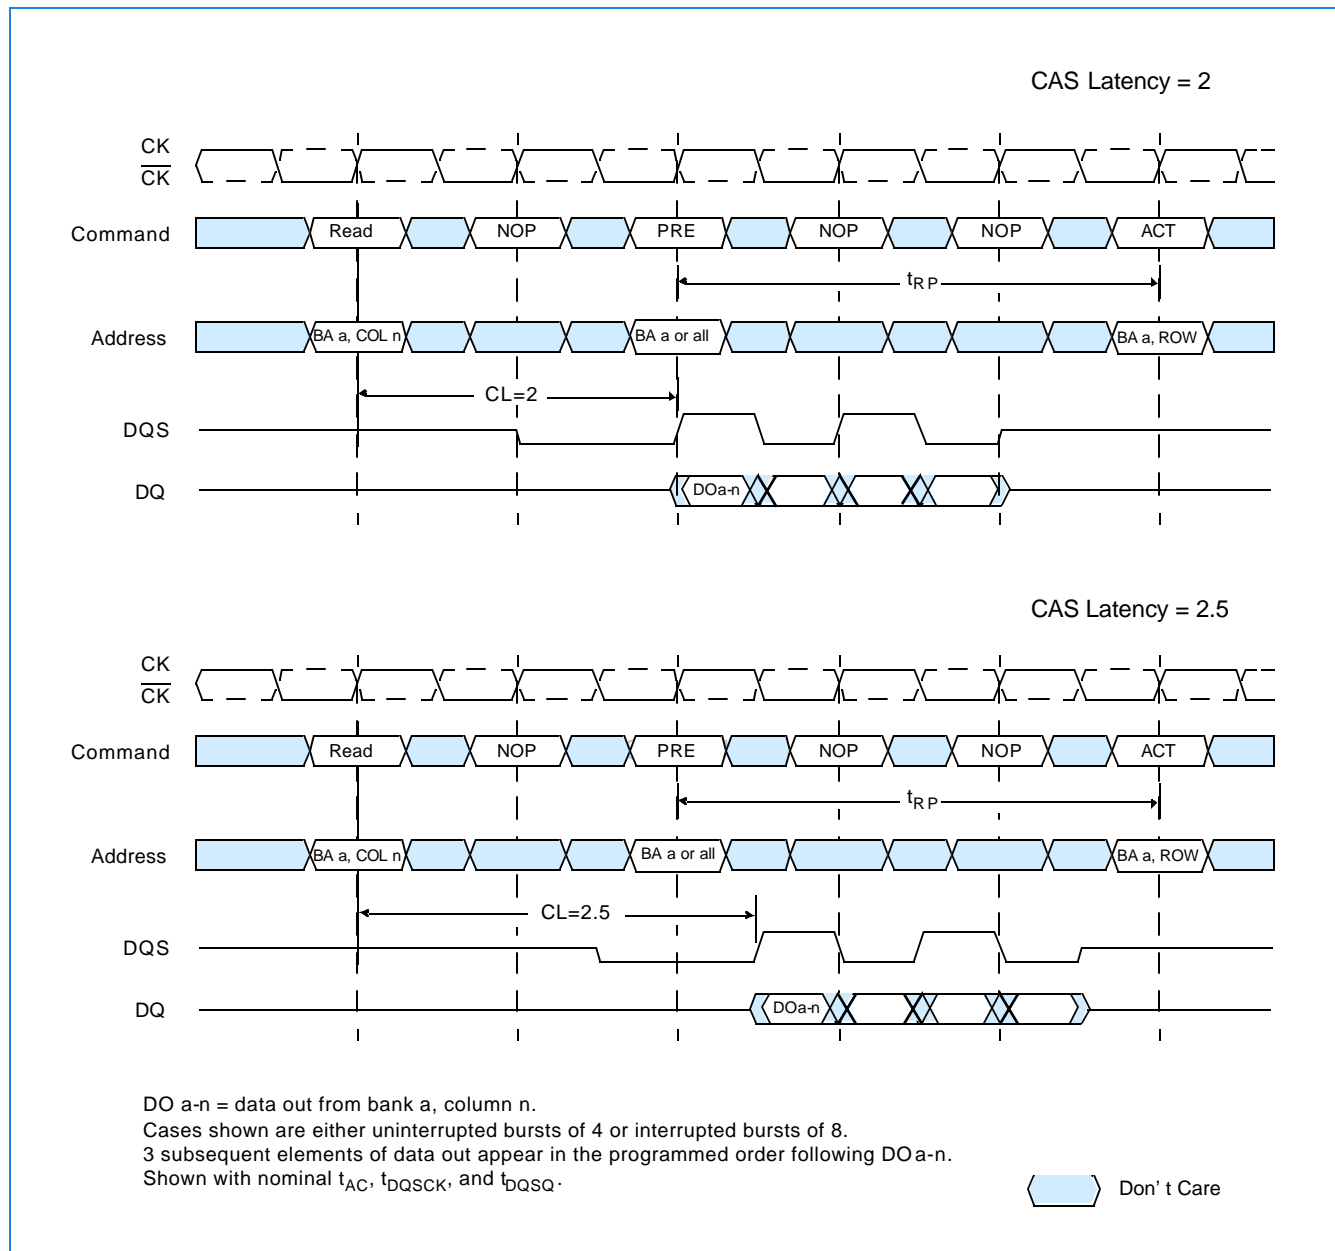 CAS Latency = 2
CK
CK
Command Read NOP PRE NOP NOP ACT
tRP
Address BA a, COL n BA a or all BA a, ROW
CL=2
DQS
DQ DOa-n
CAS Latency = 2.5
CK
CK
Command Read NOP PRE NOP NOP ACT
tRP
Address BA a, COL n BA a or all BA a, ROW
CL=2.5
DQS
DQ DOa-n
DO a-n = data out from bank a, column n.
Cases shown are either uninterrupted bursts of 4 or interrupted bursts of 8.
3 subsequent elements of data out appear in the programmed order following DO a-n.
Shown with nominal tAC, tDQSCK, and tDQSQ.
Don' t Care